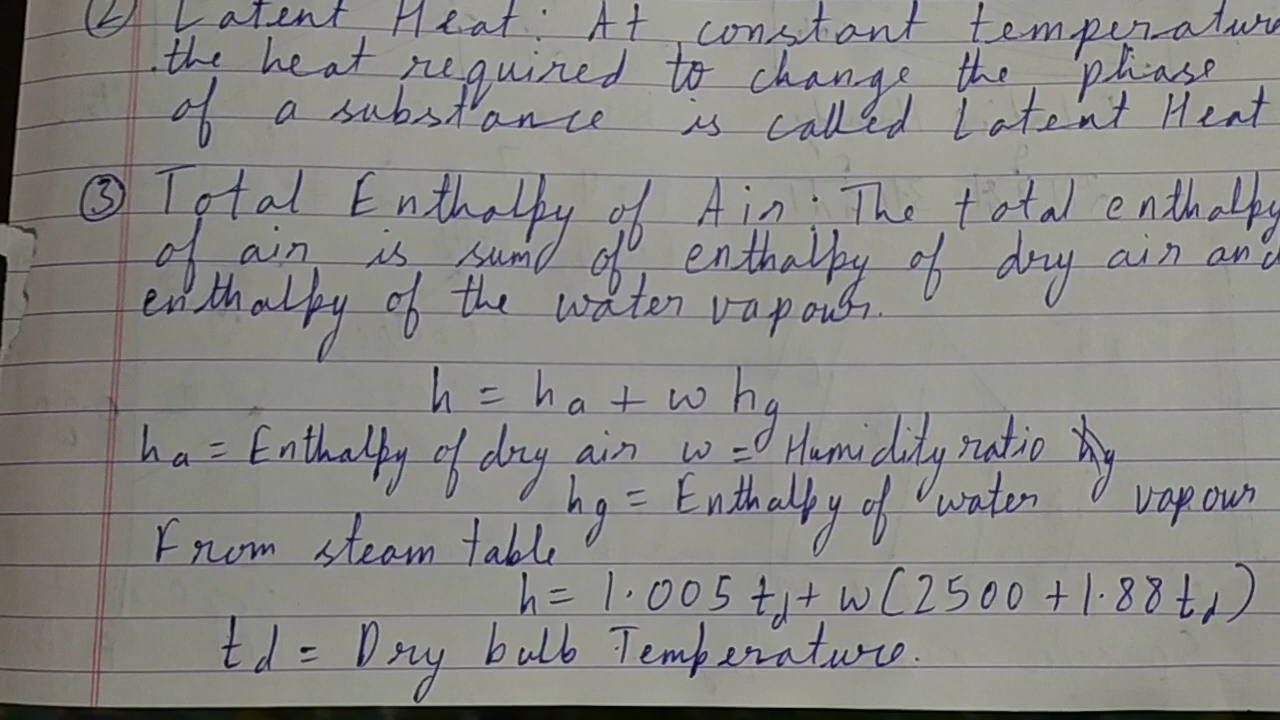 ② Latent Heat: At constant temperature
the heat required to change the phase
of a substance is called Latent Heat
③ Total Enthalpy of Air: The total enthalpy
of air is sum of enthalpy of dry air and
enthalpy of the water vapour.
h = ha + w hg
ha = Enthalpy of dry air w = Humidity ratio
hg = Enthalpy of water vapour
From steam table
h = 1.005 td + w (2500 + 1.88 td)
td = Dry bulb Temperature.